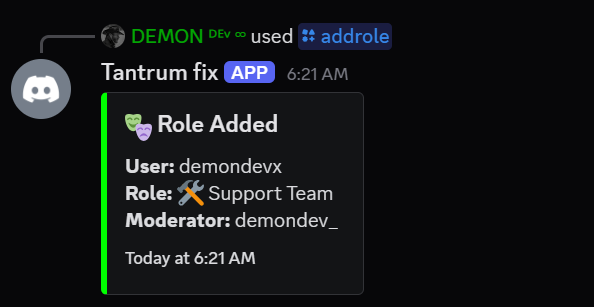 DEMON ᴰᴱⱽ ∞ used addrole
Tantrum fix APP 6:21 AM
🎭 Role Added
User: demondevx
Role: 🛠️ Support Team
Moderator: demondev_
Today at 6:21 AM